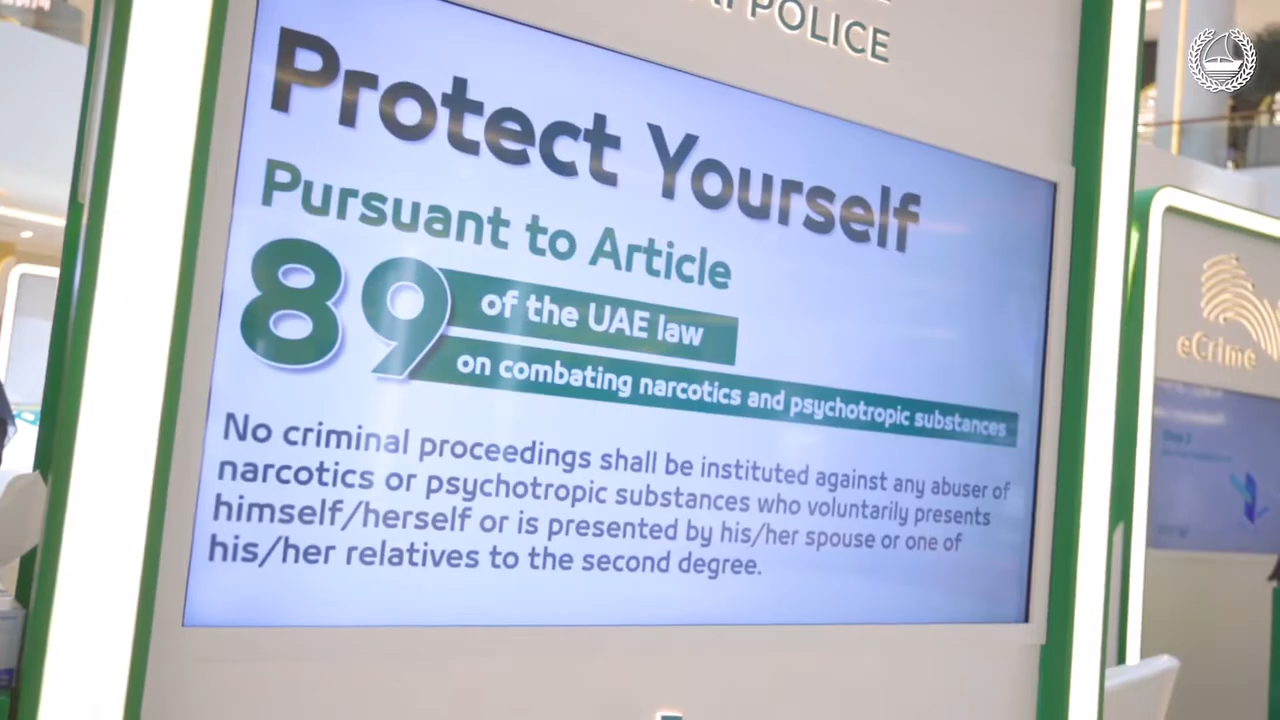 POLICE
Protect Yourself
Pursuant to Article
89 of the UAE law
on combating narcotics and psychotropic substances
No criminal proceedings shall be instituted against any abuser of
narcotics or psychotropic substances who voluntarily presents
himself/herself or is presented by his/her spouse or one of
his/her relatives to the second degree.
eCrime